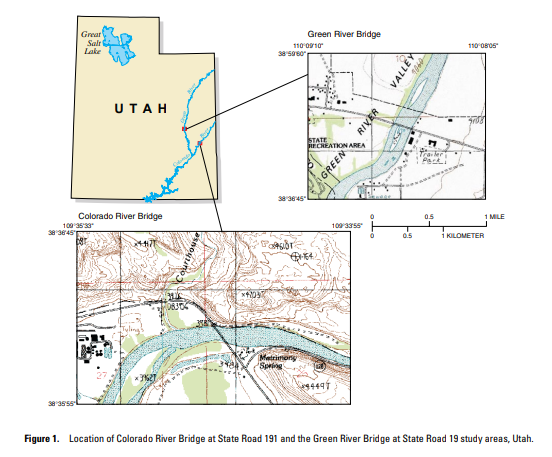 Great
Salt
Lake
UTAH
Green River Bridge
110°09'10"
110°08'05"
38°59'60"
VALLEY
RIVER
GREEN
STATE
RECREATION AREA
Trailer
Park
38°36'45"
0 0.5 1 MILE
0 0.5 1 KILOMETER
Colorado River Bridge
109°35'33"
109°33'55"
38°36'45"
Courthouse
Matrimony
Spring
27
38°35'55"
Figure 1. Location of Colorado River Bridge at State Road 191 and the Green River Bridge at State Road 19 study areas, Utah.